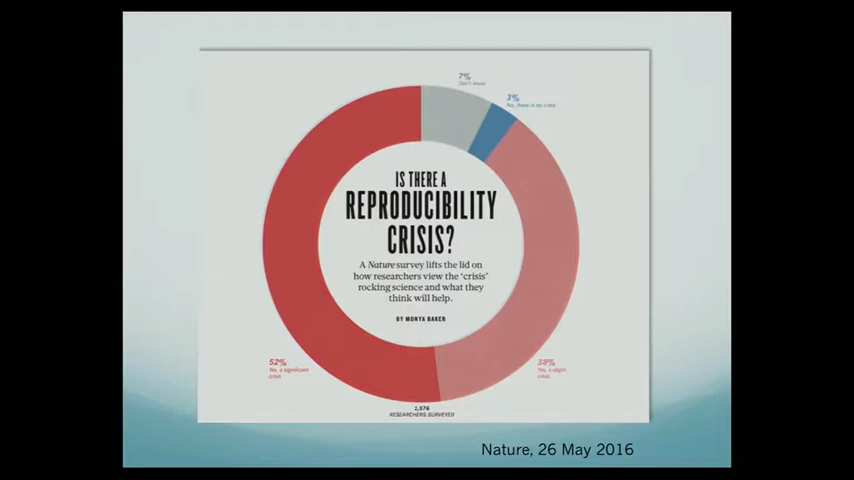 7%
Don't know
3%
No, there is no crisis
IS THERE A
REPRODUCIBILITY
CRISIS?
A Nature survey lifts the lid on
how researchers view the 'crisis'
rocking science and what they
think will help.
BY MONYA BAKER
52%
Yes, a significant
crisis
38%
Yes, a slight
crisis
1,576
RESEARCHERS SURVEYED
Nature, 26 May 2016